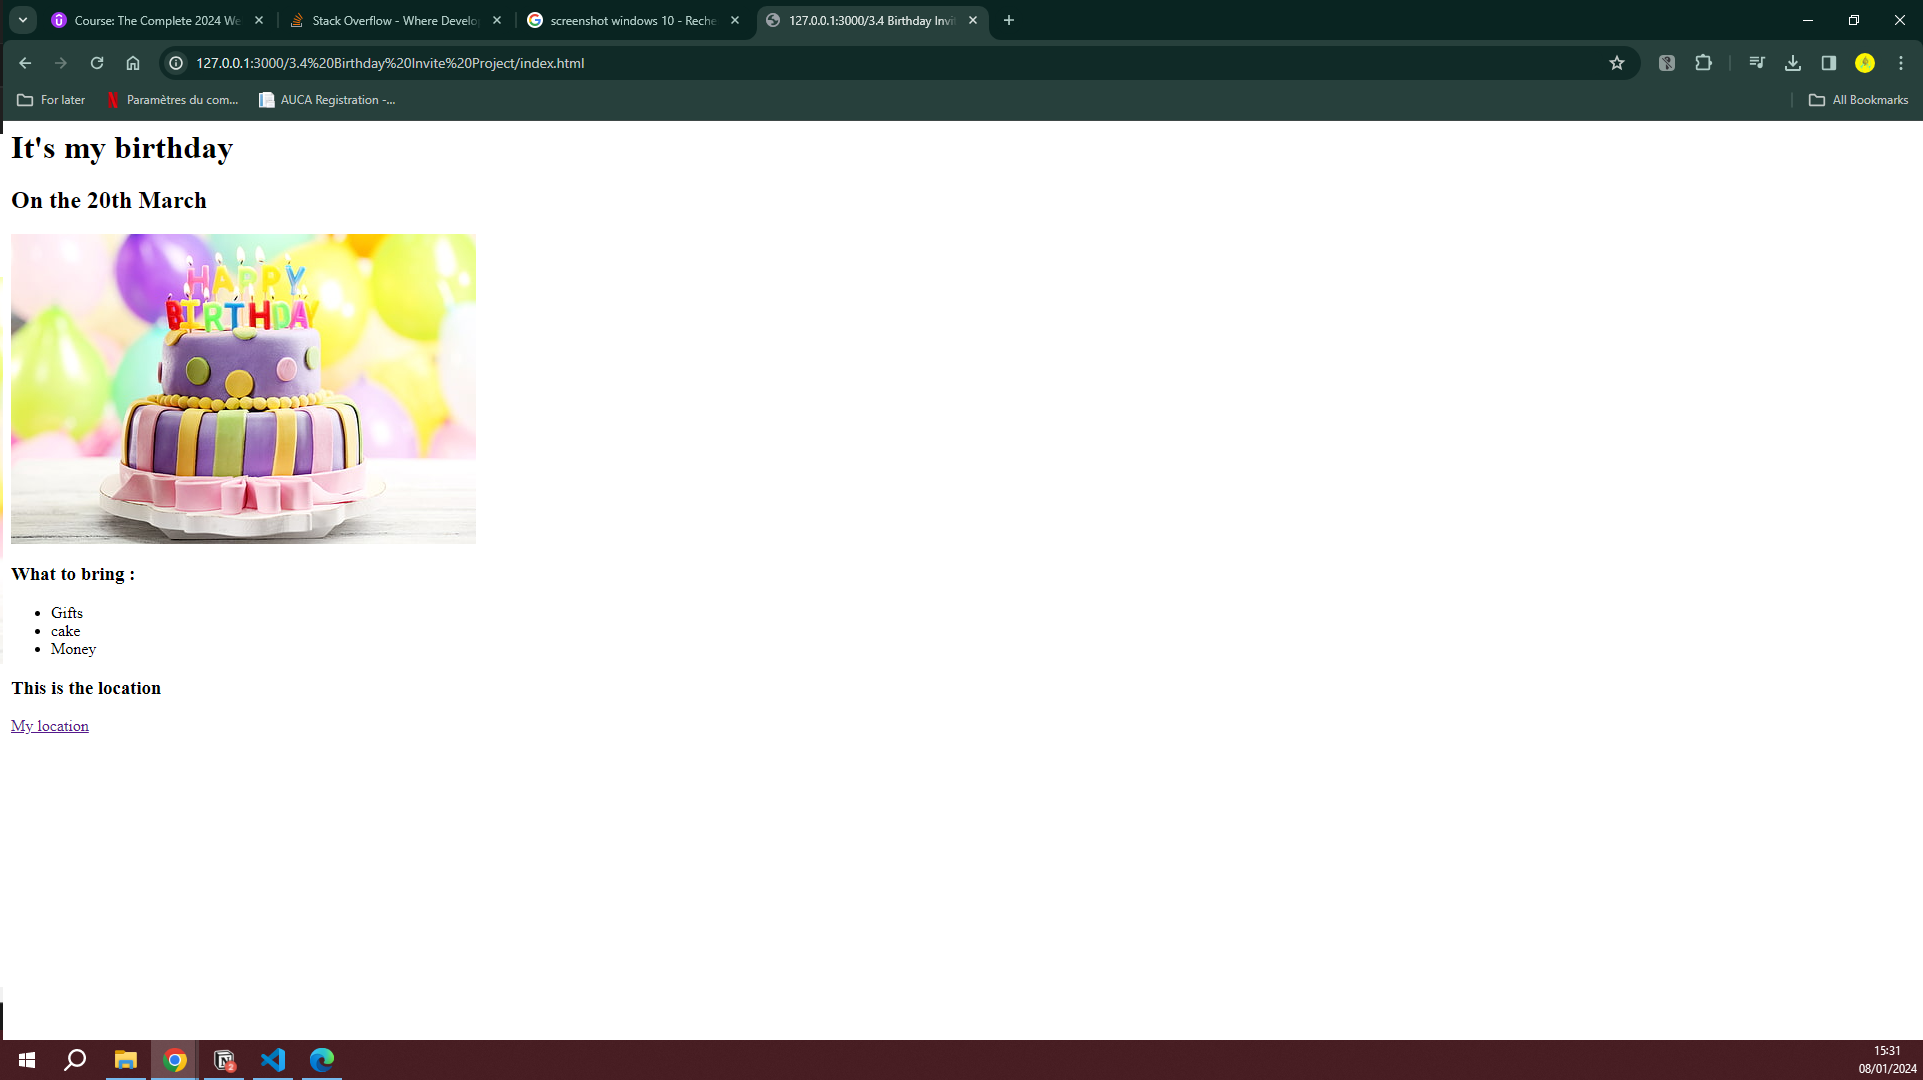 Course: The Complete 2024 We
Stack Overflow - Where Develo
screenshot windows 10 - Reche
127.0.0.1:3000/3.4 Birthday Invi
127.0.0.1:3000/3.4%20Birthday%20Invite%20Project/index.html
For later
Paramètres du com...
AUCA Registration -...
All Bookmarks
It's my birthday
On the 20th March
HAPPY
BIRTHDAY
What to bring :
• Gifts
• cake
• Money
This is the location
My location
2
15:31
08/01/2024